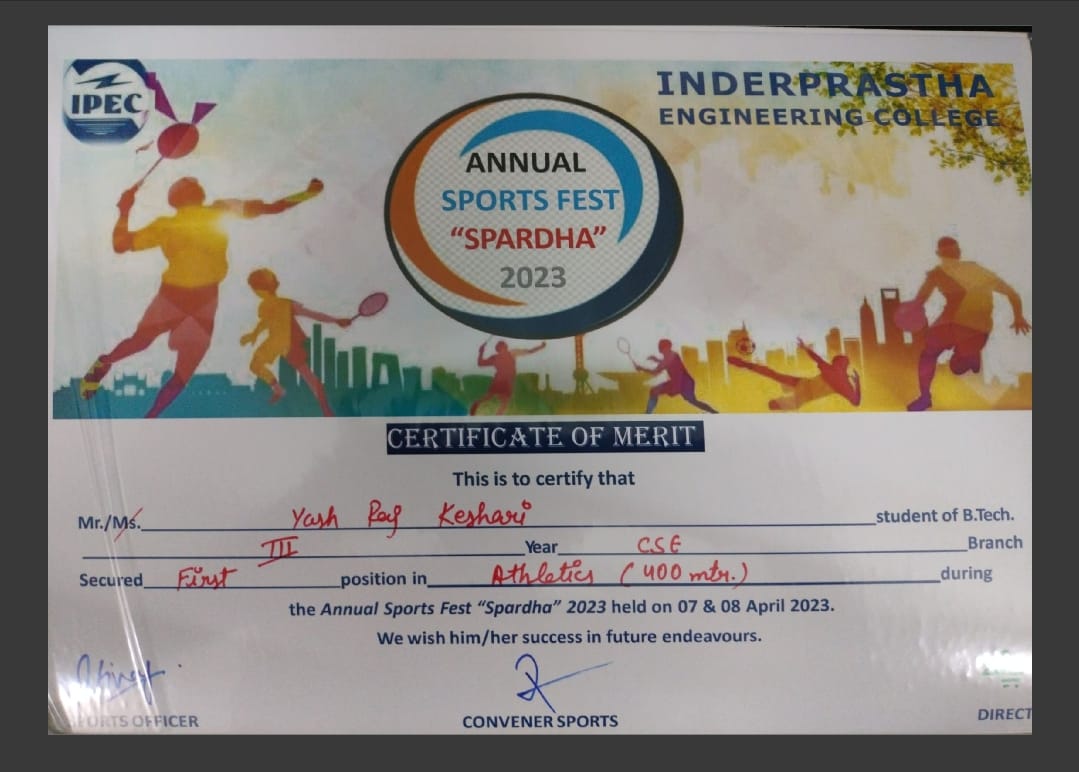 IPEC
INDERPRASTHA
ENGINEERING COLLEGE
ANNUAL
SPORTS FEST
“SPARDHA”
2023
CERTIFICATE OF MERIT
This is to certify that
Mr./Ms. Yash Raj Keshari student of B.Tech.
III Year CSE Branch
Secured First position in Athletics (400 mtr.) during
the Annual Sports Fest “Spardha” 2023 held on 07 & 08 April 2023.
We wish him/her success in future endeavours.
SPORTS OFFICER
CONVENER SPORTS
DIRECT